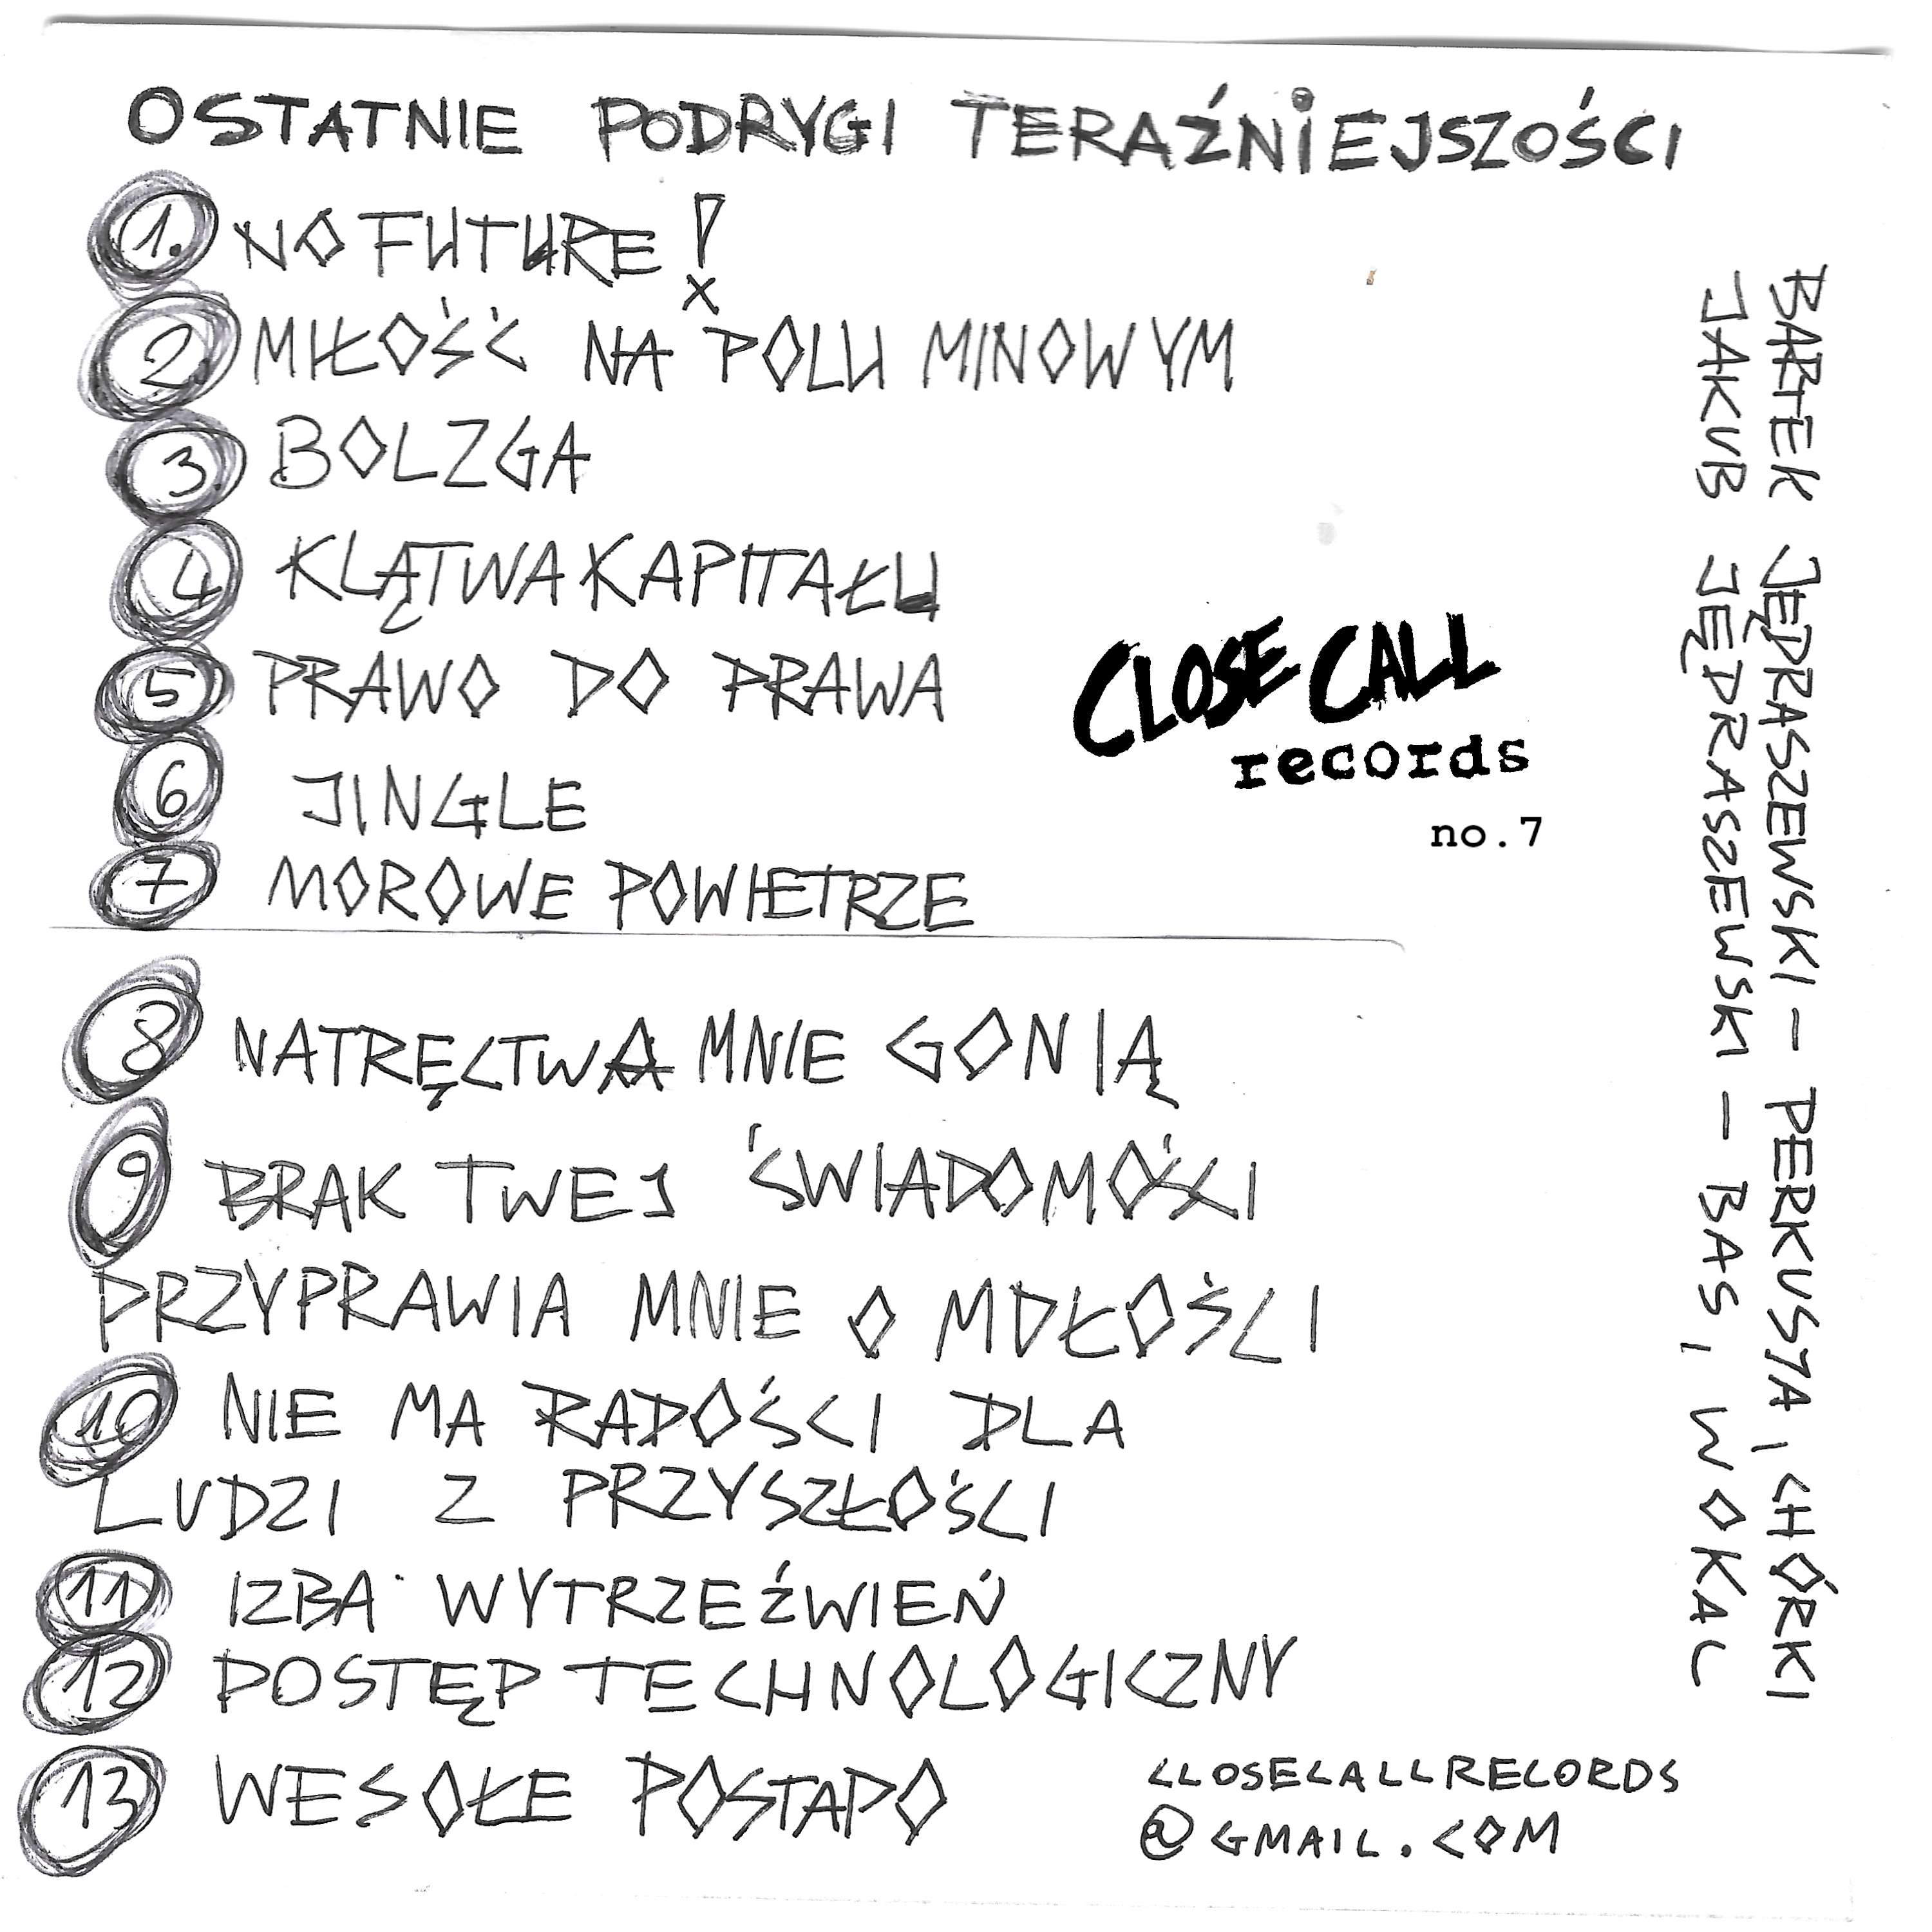 OSTATNIE PODRYGI TERAŹNIEJSZOŚCI
1. NO FUTURE!
2. MIŁOŚĆ NA POLU MINOWYM
3 BOLZGA
4 KLĄTWA KAPITAŁU
5 PRAWO DO PRAWA
6 JINGLE
7 MOROWE POWIETRZE
CLOSE CALL
records
no.7
8 NATRĘCTWA MNIE GONIĄ
9 BRAK TWEJ ŚWIADOMOŚCI
PRZYPRAWIA MNIE O MDŁOŚCI
10 NIE MA RADOŚCI DLA
LUDZI Z PRZYSZŁOŚCI
11 IZBA WYTRZEŹWIEŃ
12 POSTĘP TECHNOLOGICZNY
13 WESOŁE POSTAPO
CLOSECALLRECORDS
@GMAIL.COM
BARTEK JĘDRASZEWSKI – PERKUSJA I CHÓRKI
JAKUB JĘDRASZEWSKI – BAS I WOKAL